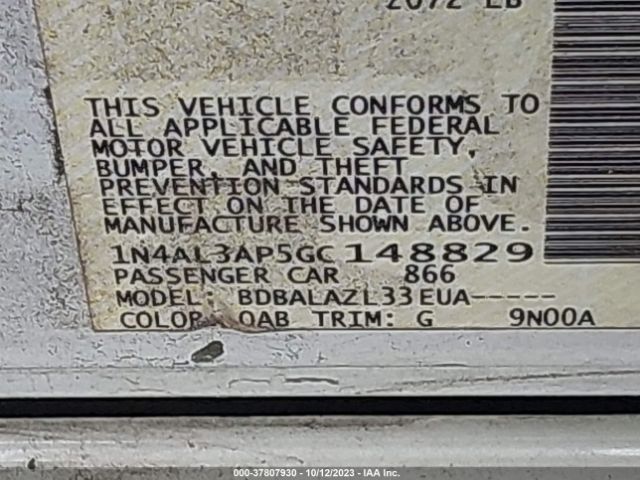 2072 LB
THIS VEHICLE CONFORMS TO
ALL APPLICABLE FEDERAL
MOTOR VEHICLE SAFETY,
BUMPER, AND THEFT
PREVENTION STANDARDS IN
EFFECT ON THE DATE OF
MANUFACTURE SHOWN ABOVE.
1N4AL3AP5GC148829
PASSENGER CAR 866
MODEL: BDBALAZL33EUA-----
COLOR: QAB TRIM: G 9N00A
000-37807930 - 10/12/2023 - IAA Inc.